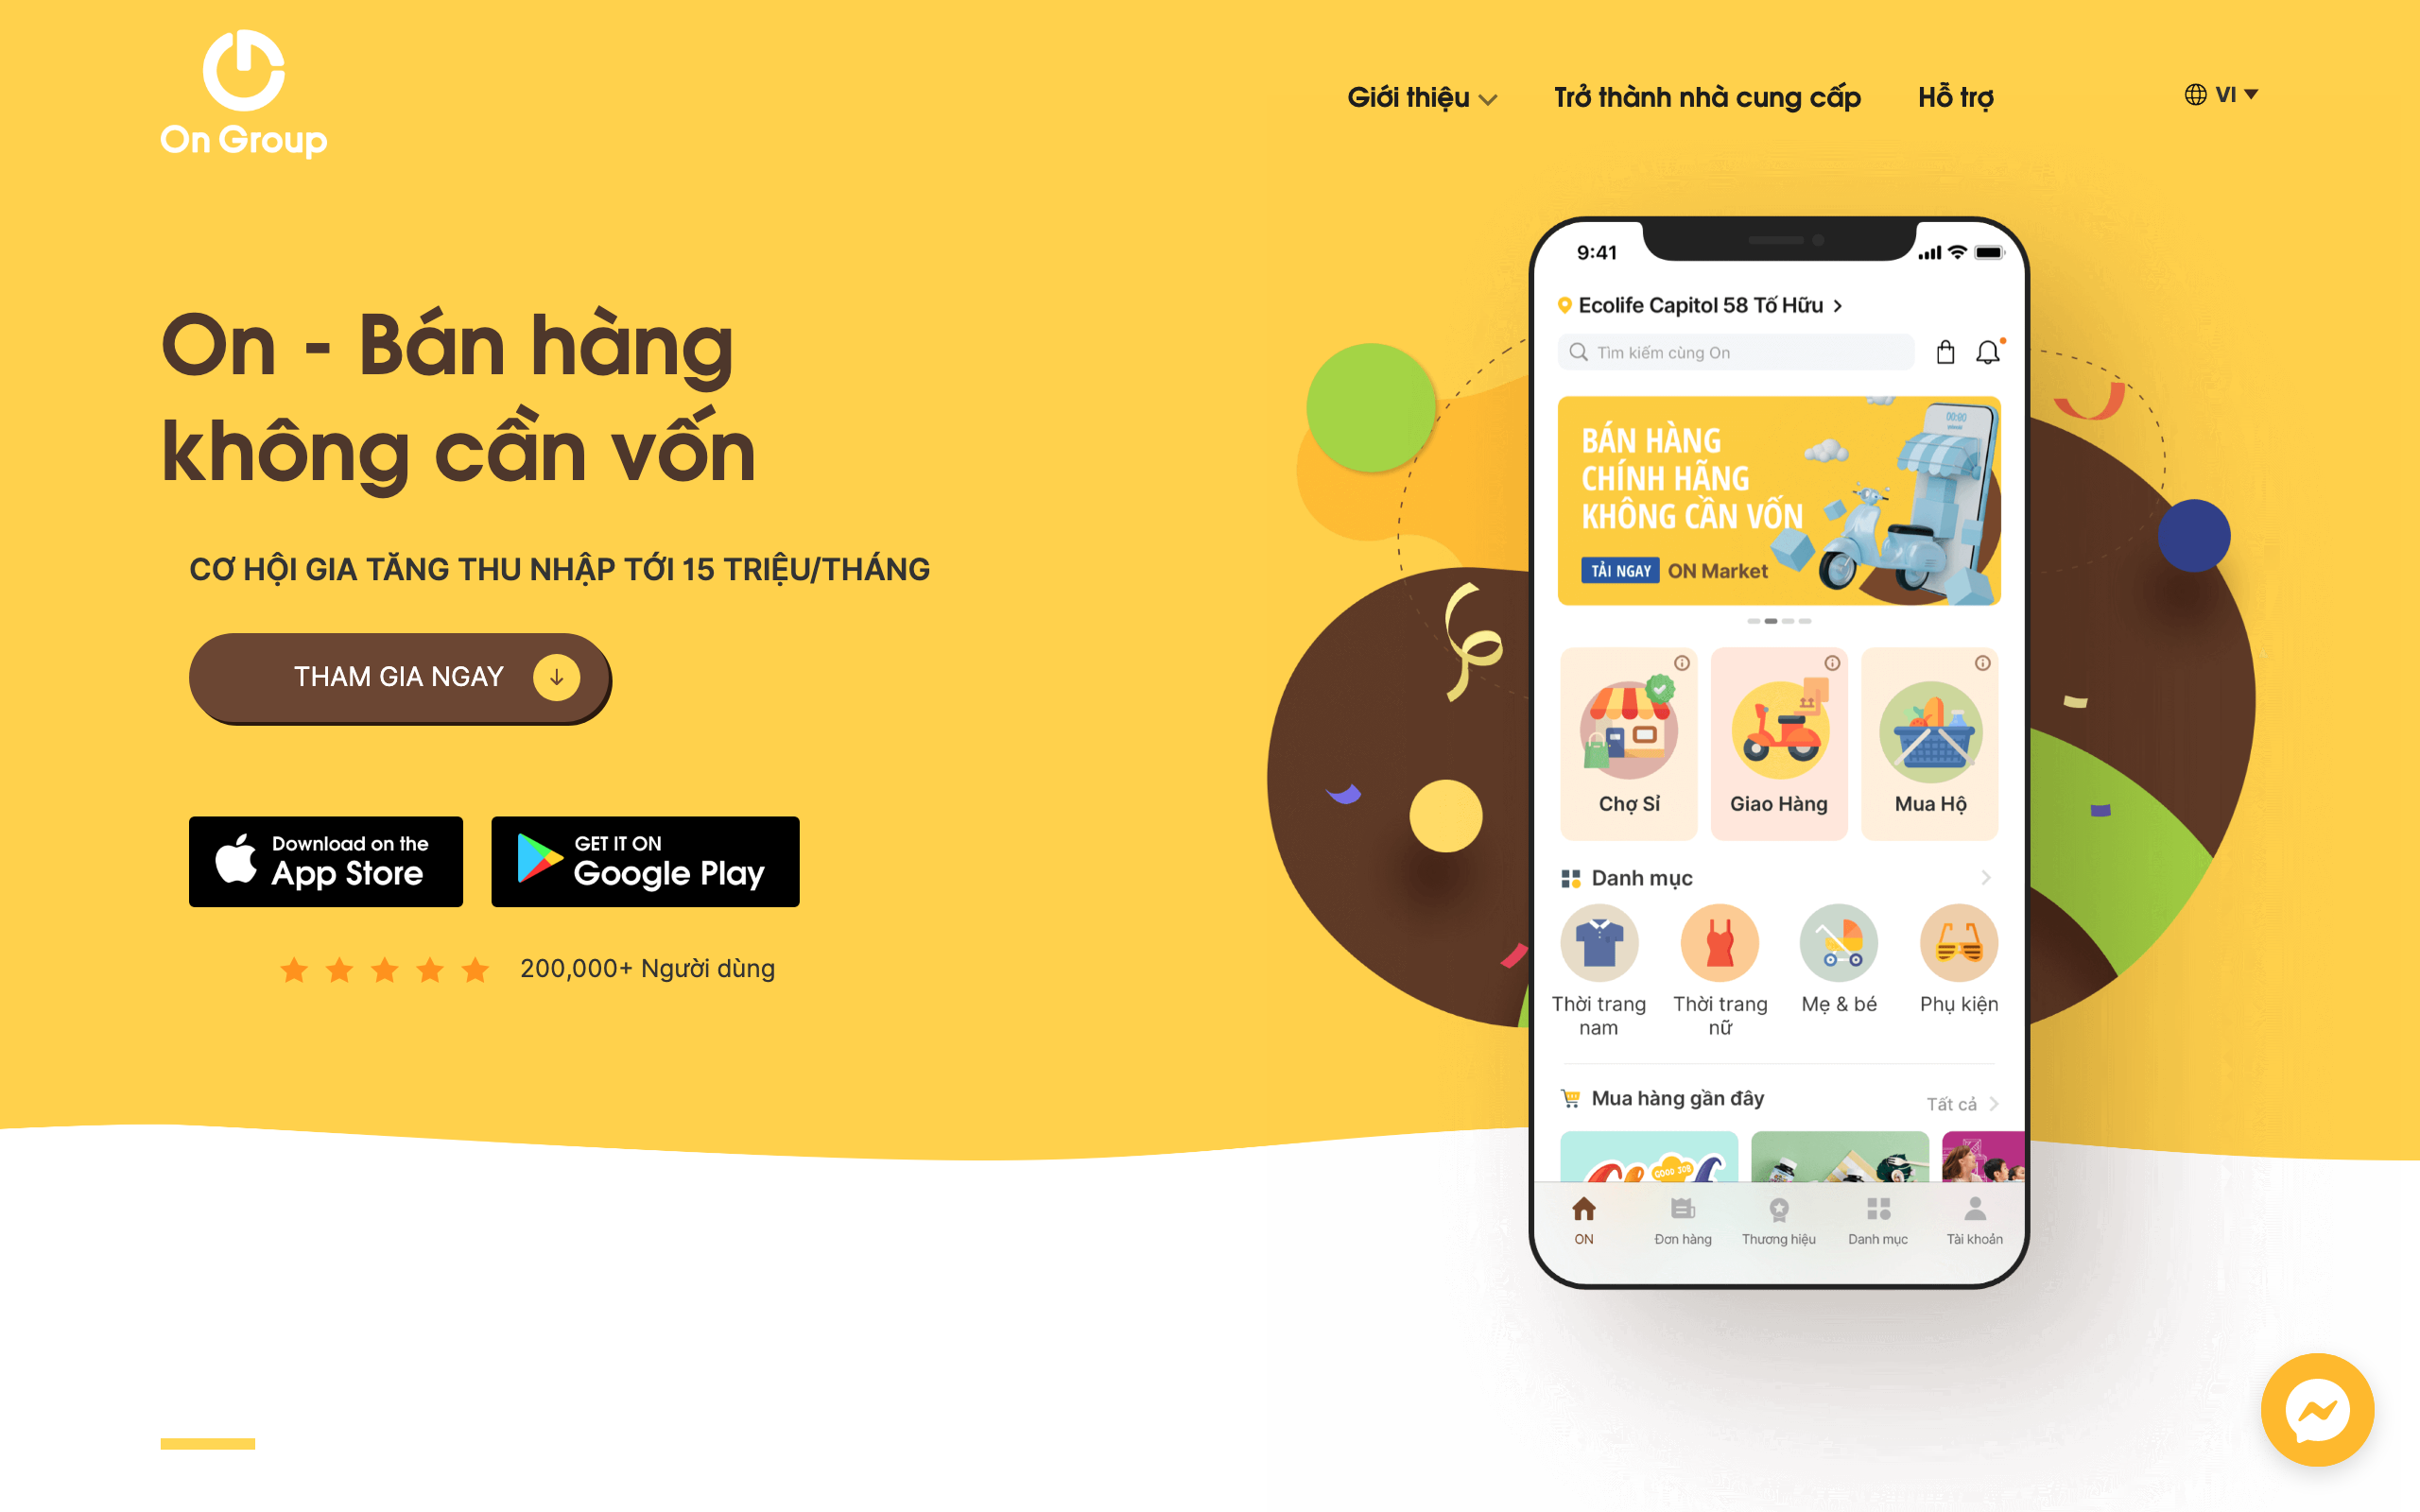 On Group
Giới thiệu
Trở thành nhà cung cấp
Hỗ trợ
VI
On - Bán hàng
không cần vốn
CƠ HỘI GIA TĂNG THU NHẬP TỚI 15 TRIỆU/THÁNG
THAM GIA NGAY
Download on the
App Store
GET IT ON
Google Play
200,000+ Người dùng
9:41
Ecolife Capitol 58 Tố Hữu
Tìm kiếm cùng On
BÁN HÀNG
CHÍNH HÃNG
KHÔNG CẦN VỐN
TẢI NGAY ON Market
00:00
Chợ Sỉ
Giao Hàng
Mua Hộ
Danh mục
Thời trang
nam
Thời trang
nữ
Mẹ & bé
Phụ kiện
Mua hàng gần đây
Tất cả
GOOD JOB
ON
Đơn hàng
Thương hiệu
Danh mục
Tài khoản